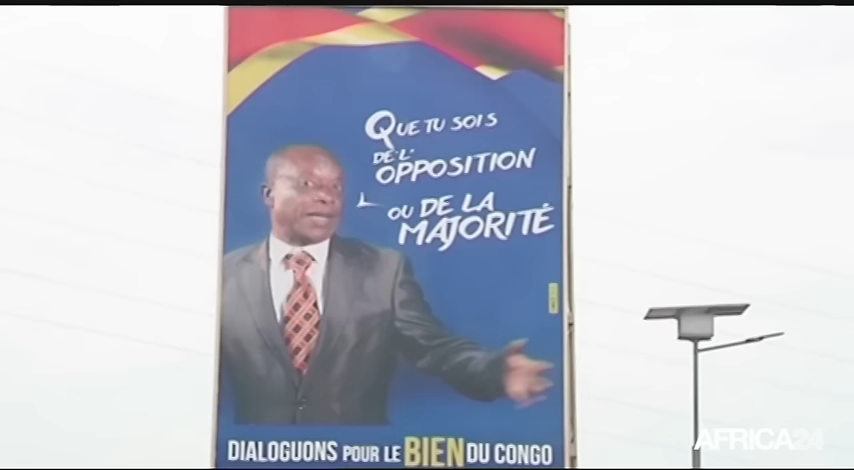 QUE TU SOIS
DE L'
OPPOSITION
OU DE LA
MAJORITÉ
DIALOGUONS POUR LE BIEN DU CONGO
AFRICA24